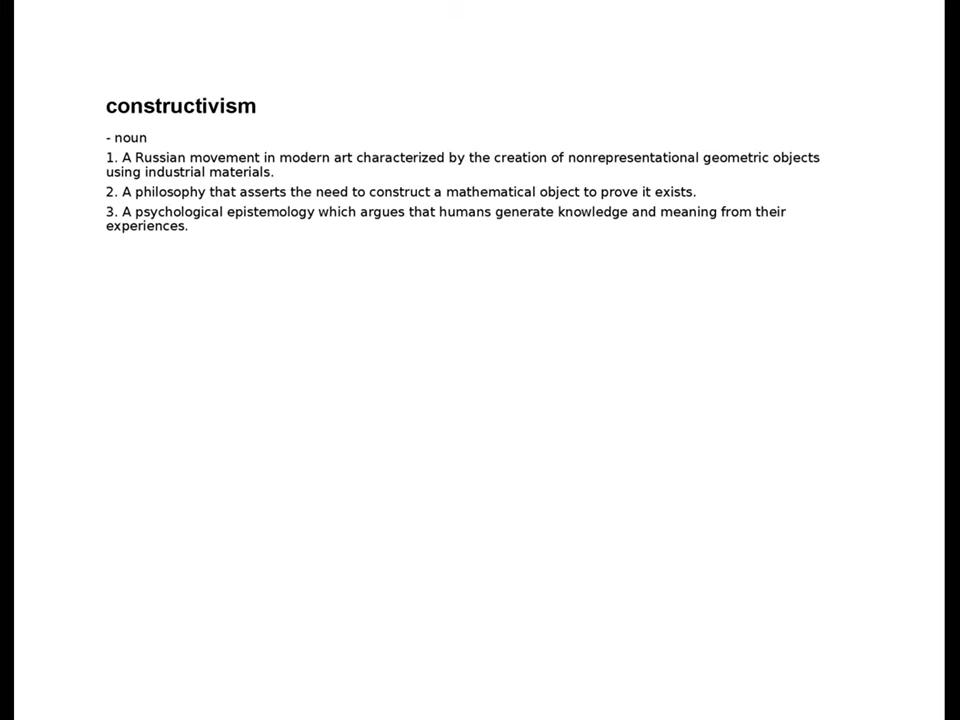 constructivism
- noun
1. A Russian movement in modern art characterized by the creation of nonrepresentational geometric objects
using industrial materials.
2. A philosophy that asserts the need to construct a mathematical object to prove it exists.
3. A psychological epistemology which argues that humans generate knowledge and meaning from their
experiences.